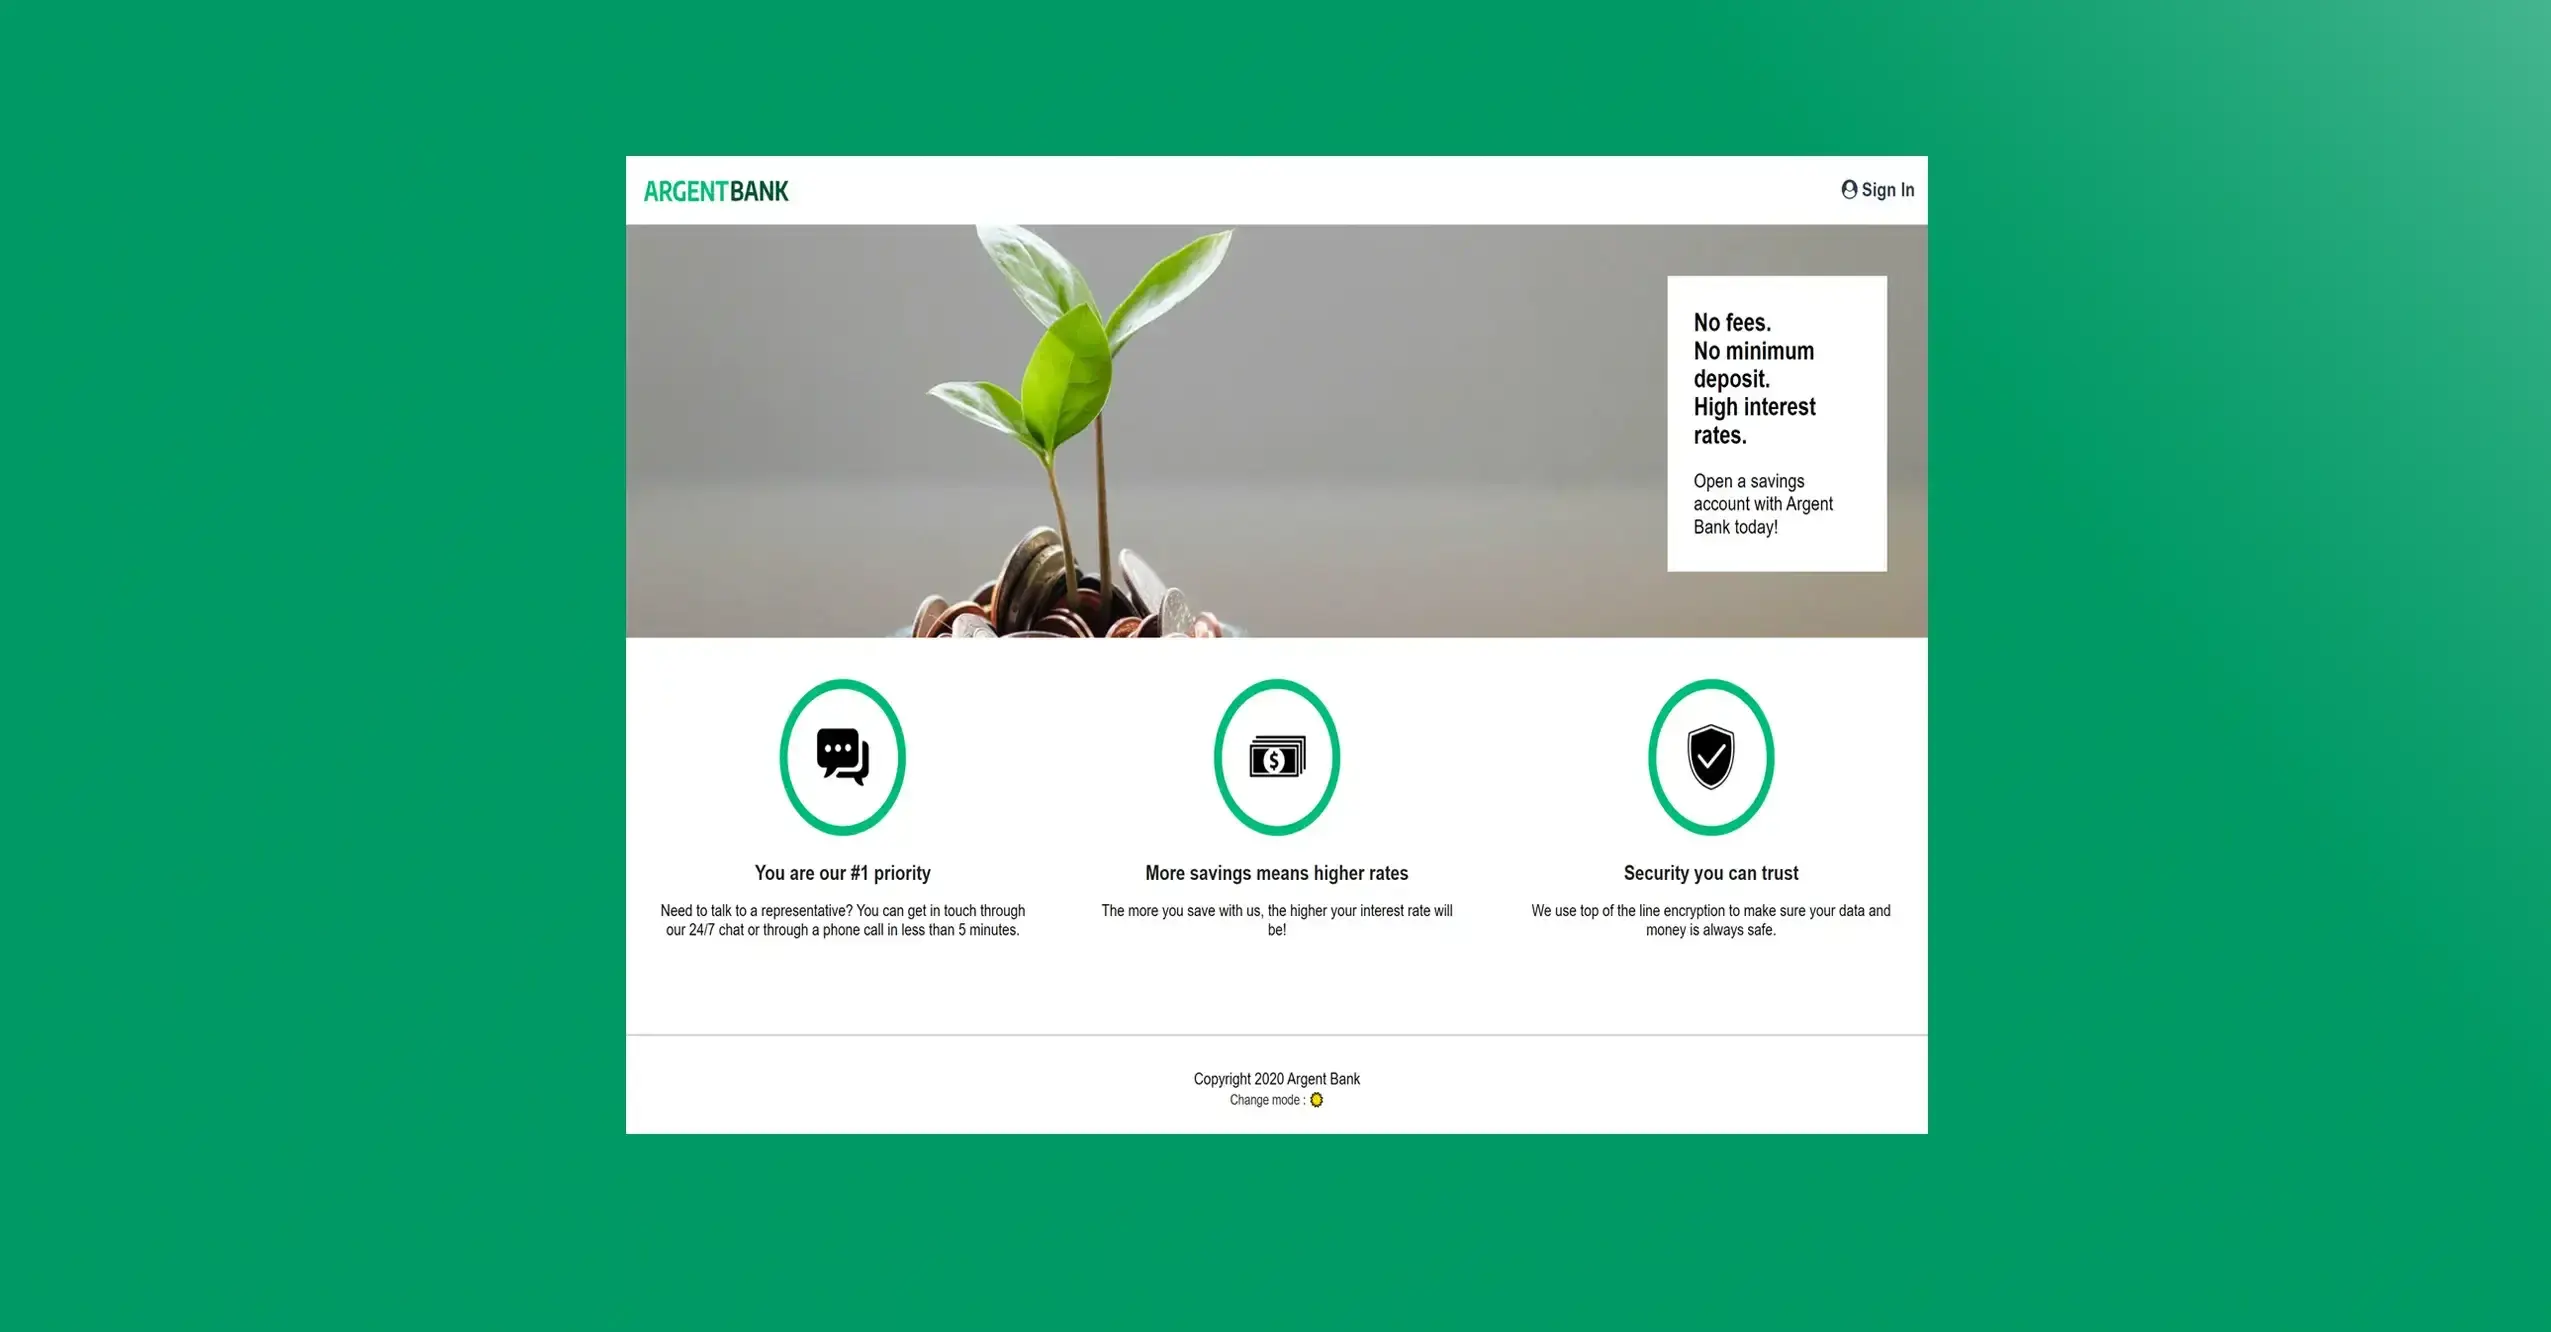 ARGENTBANK
Sign In
No fees.
No minimum
deposit.
High interest
rates.
Open a savings
account with Argent
Bank today!
You are our #1 priority
Need to talk to a representative? You can get in touch through
our 24/7 chat or through a phone call in less than 5 minutes.
More savings means higher rates
The more you save with us, the higher your interest rate will
be!
Security you can trust
We use top of the line encryption to make sure your data and
money is always safe.
Copyright 2020 Argent Bank
Change mode :